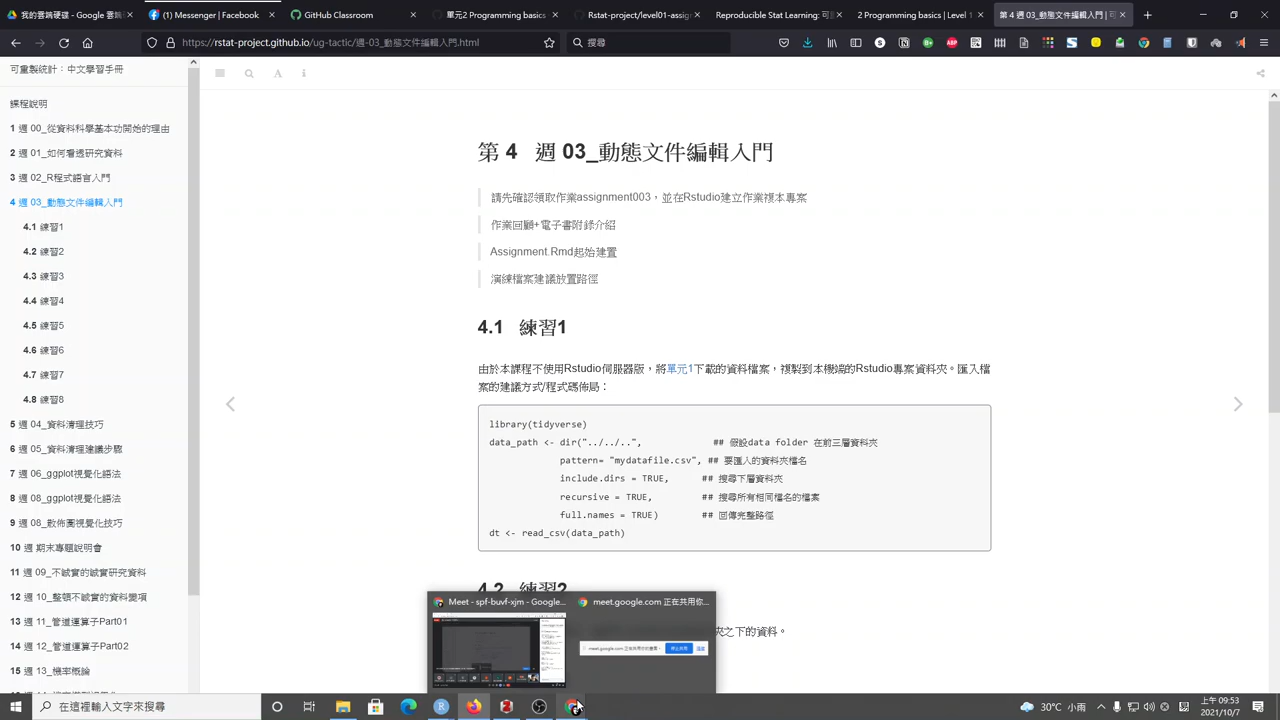 我的雲端硬碟 - Google 雲端
(1) Messenger | Facebook
GitHub Classroom
單元2 · rstat-project/ug-tactic
Rstat-project/level01-assign
Reproducible Stat Learning: 可
2 Programming basics | Level 1
第 4 週 03_動態文件編輯入門 | 可
https://rstat-project.github.io/ug-tactic/週-03_動態文件編輯入門.html
搜尋
可重製統計：中文學習手冊
課程說明
1 週 00_從資料科學基本功開始的理由
2 週 01_如何看透研究資料
3 週 02_R程式語言入門
4 週 03_動態文件編輯入門
4.1 練習1
4.2 練習2
4.3 練習3
4.4 練習4
4.5 練習5
4.6 練習6
4.7 練習7
4.8 練習8
5 週 04_資料清理技巧
6 週 05_資料清理建議步驟
7 週 06_ggplot視覺化語法
8 週 08_ggplot視覺化語法
9 週 08_散佈圖視覺化技巧
10 週 期末專題說明會
11 週 09_不誠實的誠實研究資料
12 週 10_整頓不誠實的資料變項
13 週 11_管道運算子Part01
14 週 12_管道運算子Part02
15 週 13_機率概論
第 4 週 03_動態文件編輯入門
請先確認領取作業assignment003，並在Rstudio建立作業複本專案
作業回顧+電子書附錄介紹
Assignment.Rmd起始建置
演練檔案建議放置路徑
4.1 練習1
由於本課程不使用Rstudio伺服器版，將單元1下載的資料檔案，複製到本機端的Rstudio專案資料夾。匯入檔
案的建議方式/程式碼佈局：
library(tidyverse)
data_path <- dir("../../..", ## 假設data folder 在前三層資料夾
pattern= "mydatafile.csv", ## 要匯入的資料夾檔名
include.dirs = TRUE, ## 搜尋下層資料夾
recursive = TRUE, ## 搜尋所有相同檔名的檔案
full.names = TRUE) ## 回傳完整路徑
dt <- read_csv(data_path)
4.2 練習2
夾之下的資料。
Meet - spf-buvf-xjm - Google...
meet.google.com 正在共用你...
在這裡輸入文字來搜尋
30°C 小雨
上午 09:53
2021/10/7